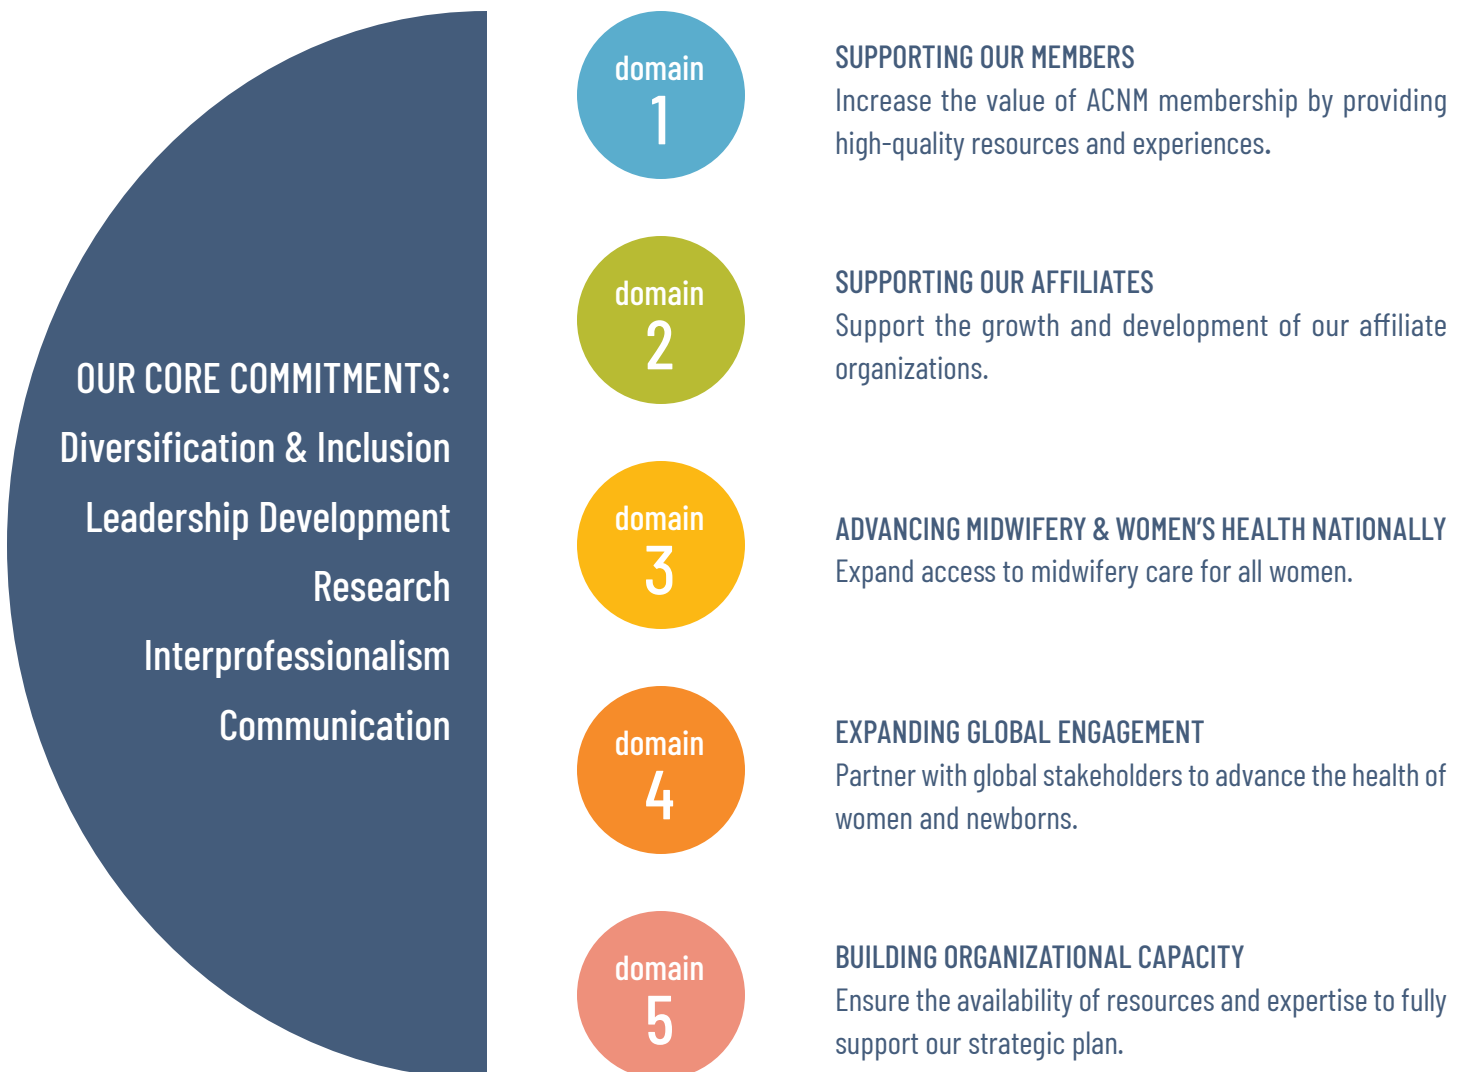 OUR CORE COMMITMENTS:
Diversification & Inclusion
Leadership Development
Research
Interprofessionalism
Communication
domain
1
SUPPORTING OUR MEMBERS
Increase the value of ACNM membership by providing
high-quality resources and experiences.
domain
2
SUPPORTING OUR AFFILIATES
Support the growth and development of our affiliate
organizations.
domain
3
ADVANCING MIDWIFERY & WOMEN’S HEALTH NATIONALLY
Expand access to midwifery care for all women.
domain
4
EXPANDING GLOBAL ENGAGEMENT
Partner with global stakeholders to advance the health of
women and newborns.
domain
5
BUILDING ORGANIZATIONAL CAPACITY
Ensure the availability of resources and expertise to fully
support our strategic plan.